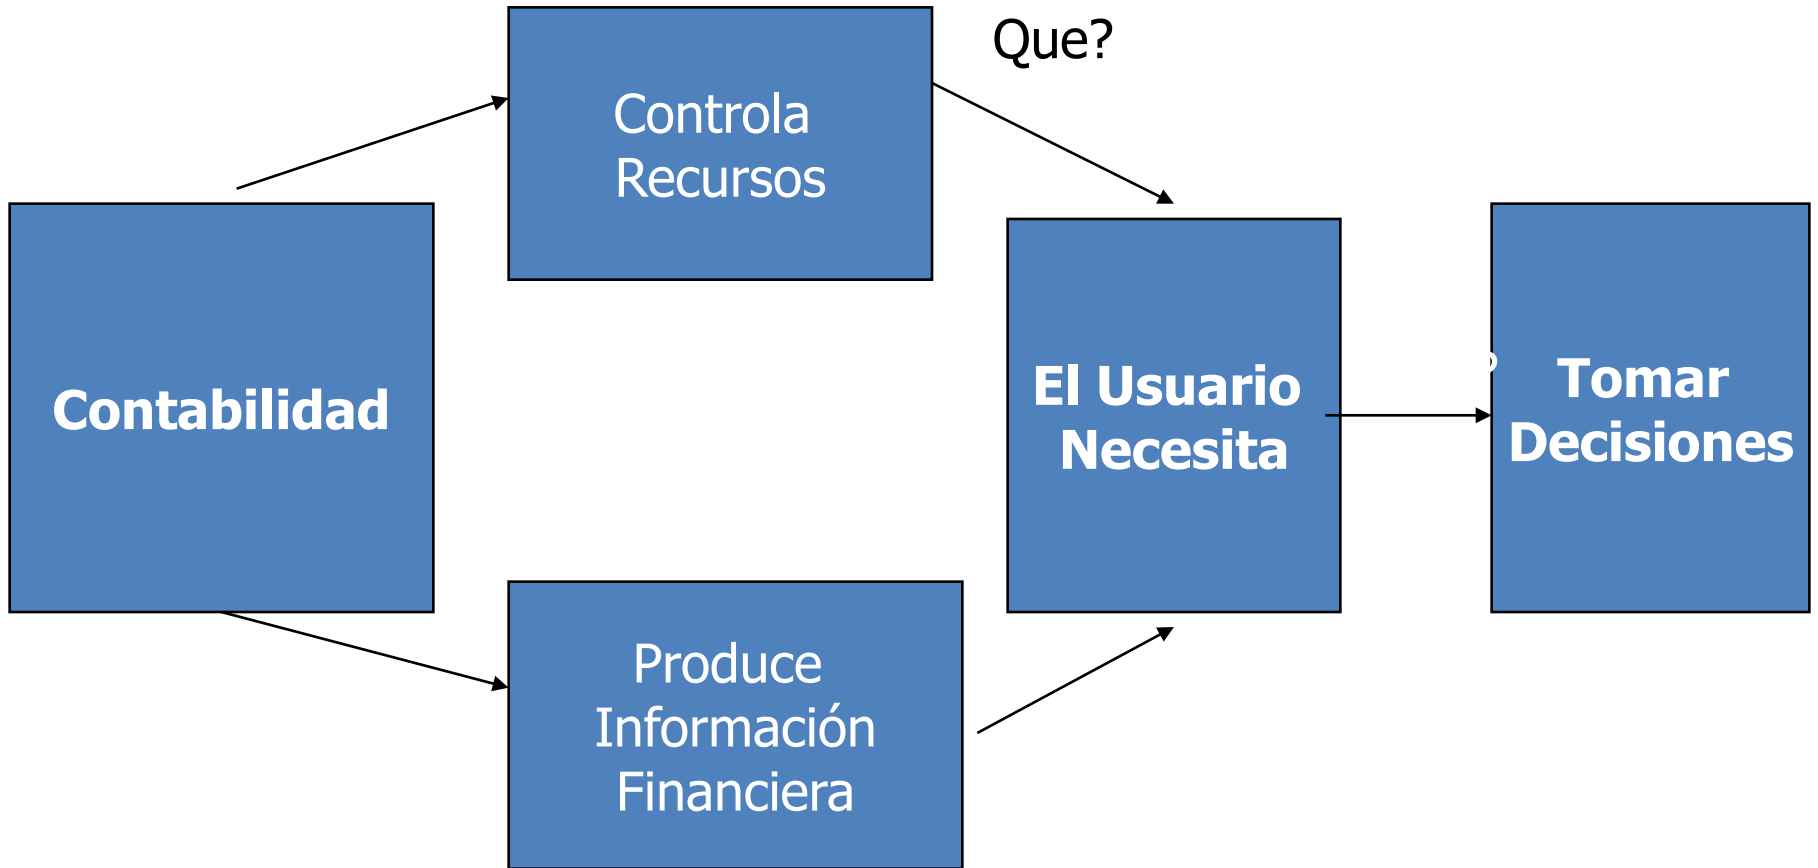 Que?
Controla
Recursos
Contabilidad
El Usuario
Necesita
Tomar
Decisiones
Produce
Información
Financiera